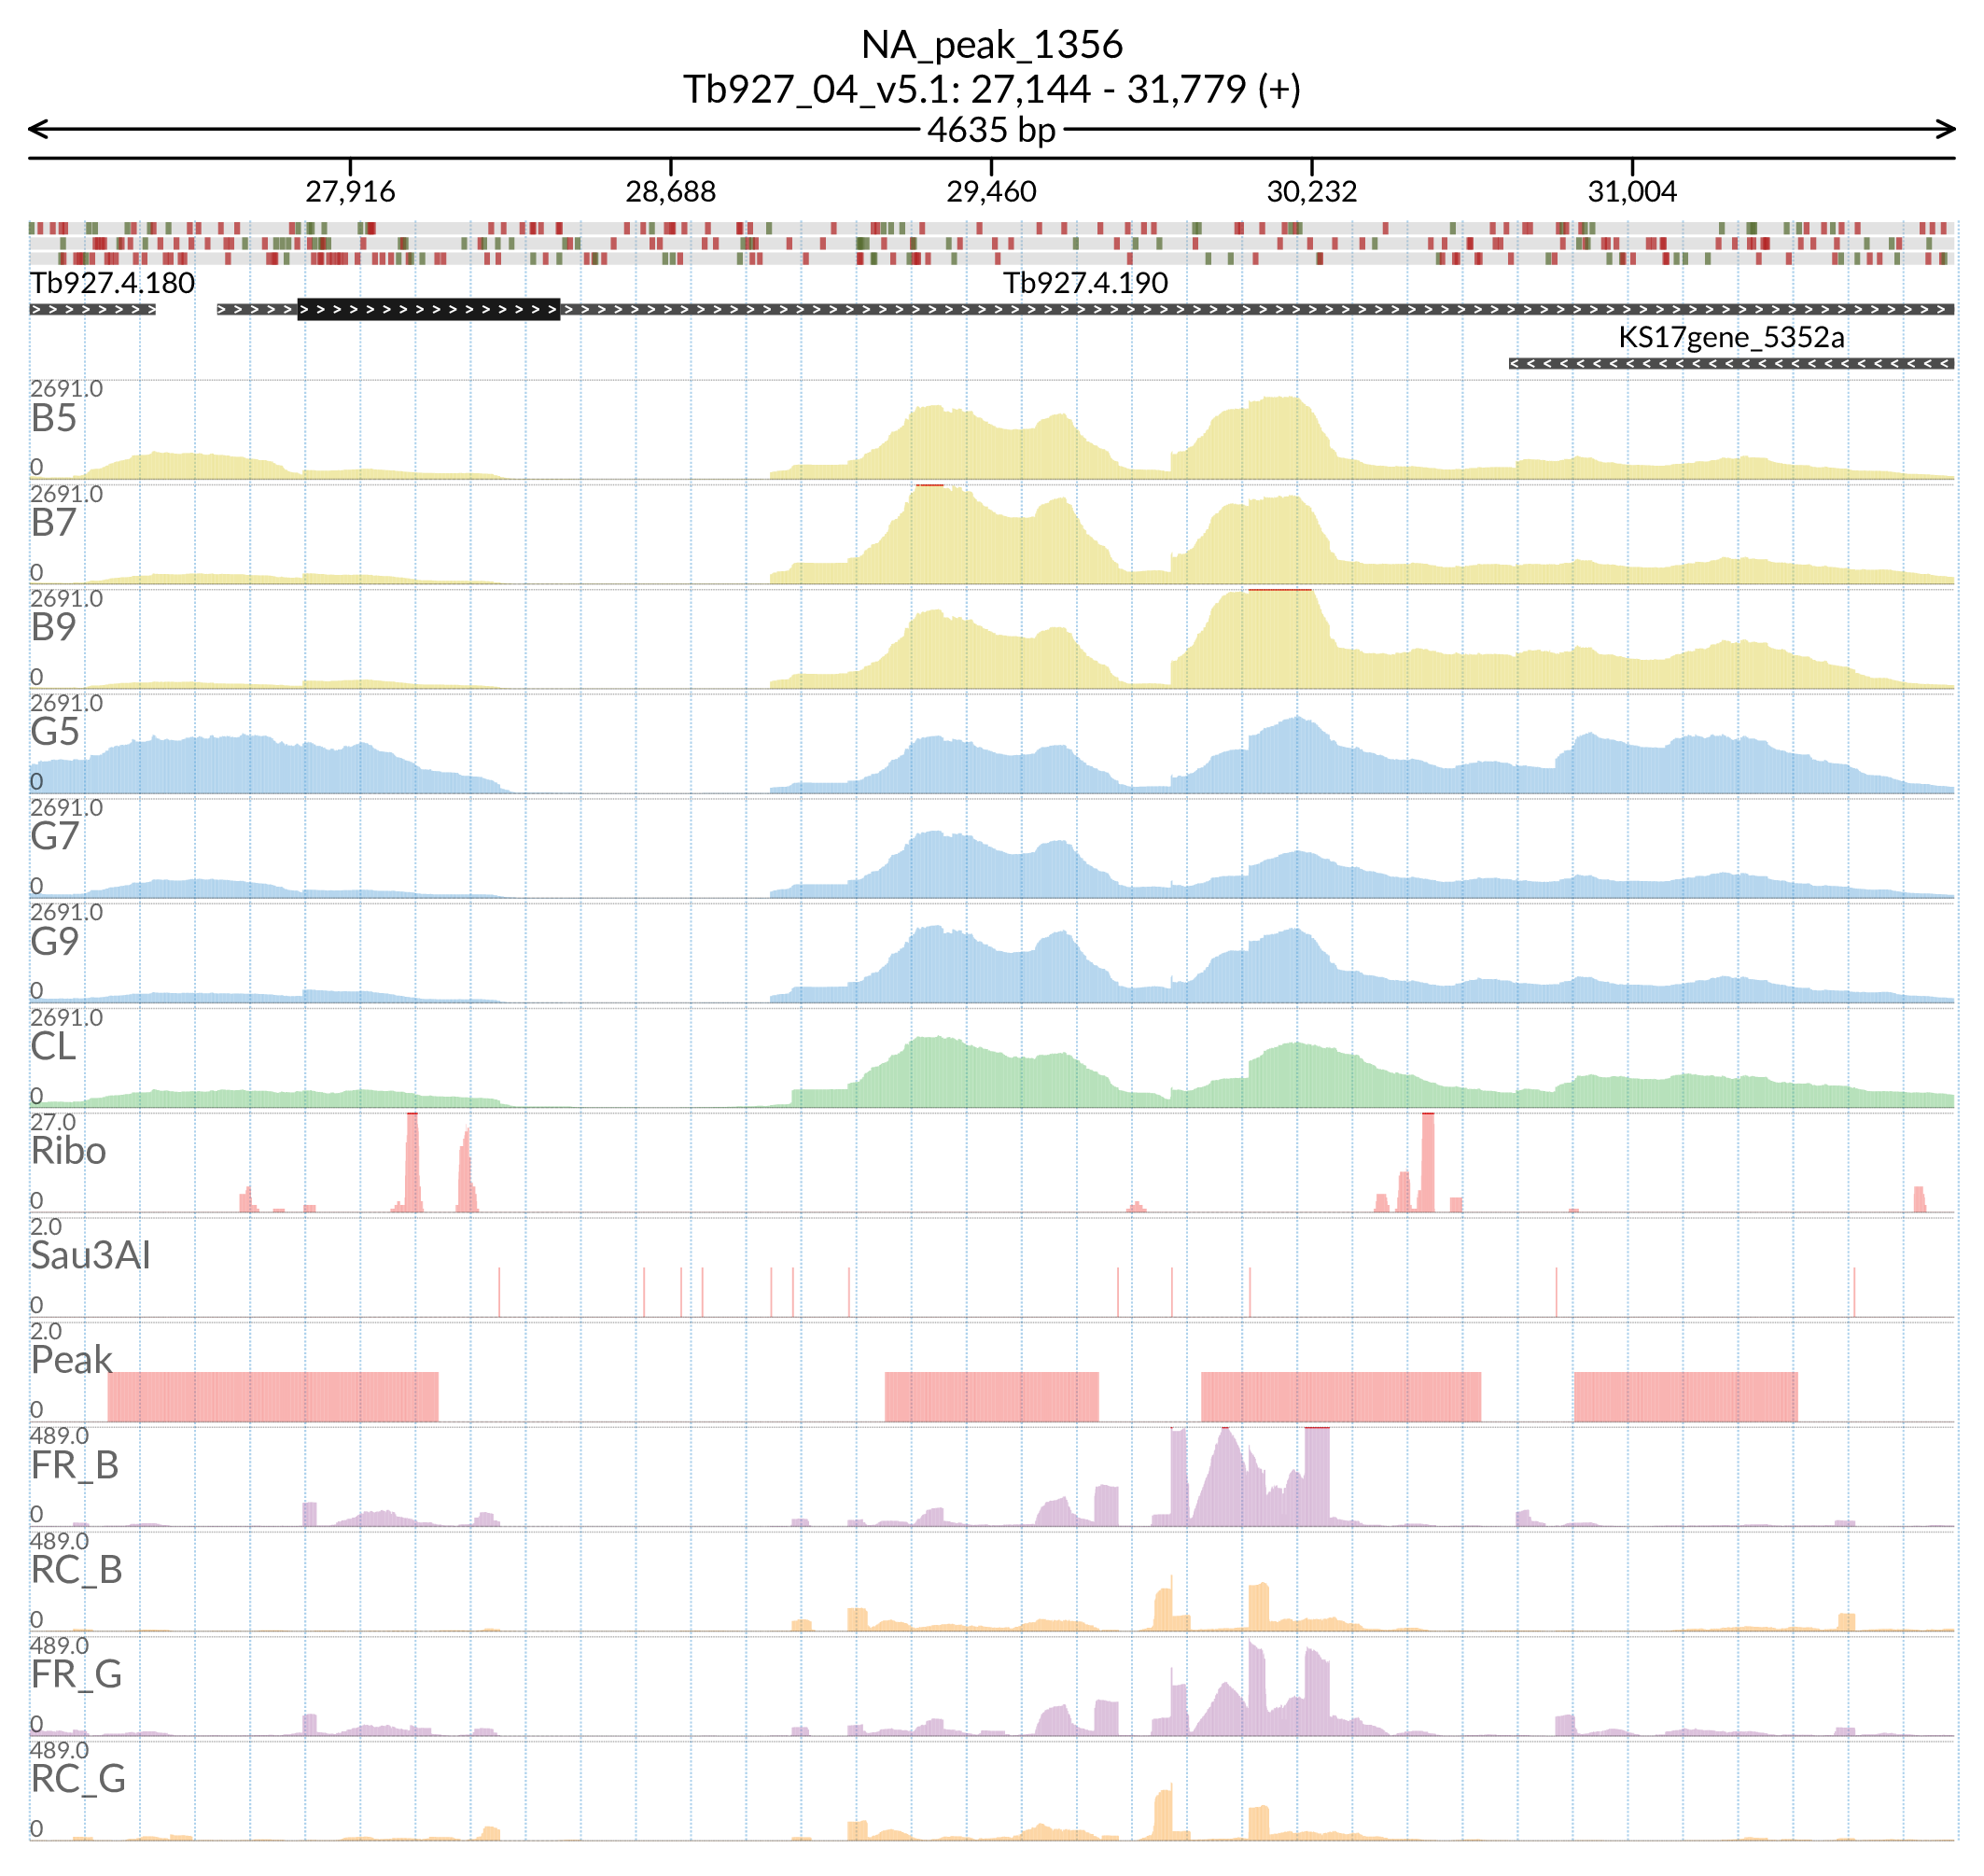 NA_peak_1356
Tb927_04_v5.1: 27,144 - 31,779 (+)
4635 bp
27,916 28,688 29,460 30,232 31,004
Tb927.4.180 Tb927.4.190
KS17gene_5352a
2691.0
B5
0
2691.0
B7
0
2691.0
B9
0
2691.0
G5
0
2691.0
G7
0
2691.0
G9
0
2691.0
CL
0
27.0
Ribo
0
2.0
Sau3AI
0
2.0
Peak
0
489.0
FR_B
0
489.0
RC_B
0
489.0
FR_G
0
489.0
RC_G
0